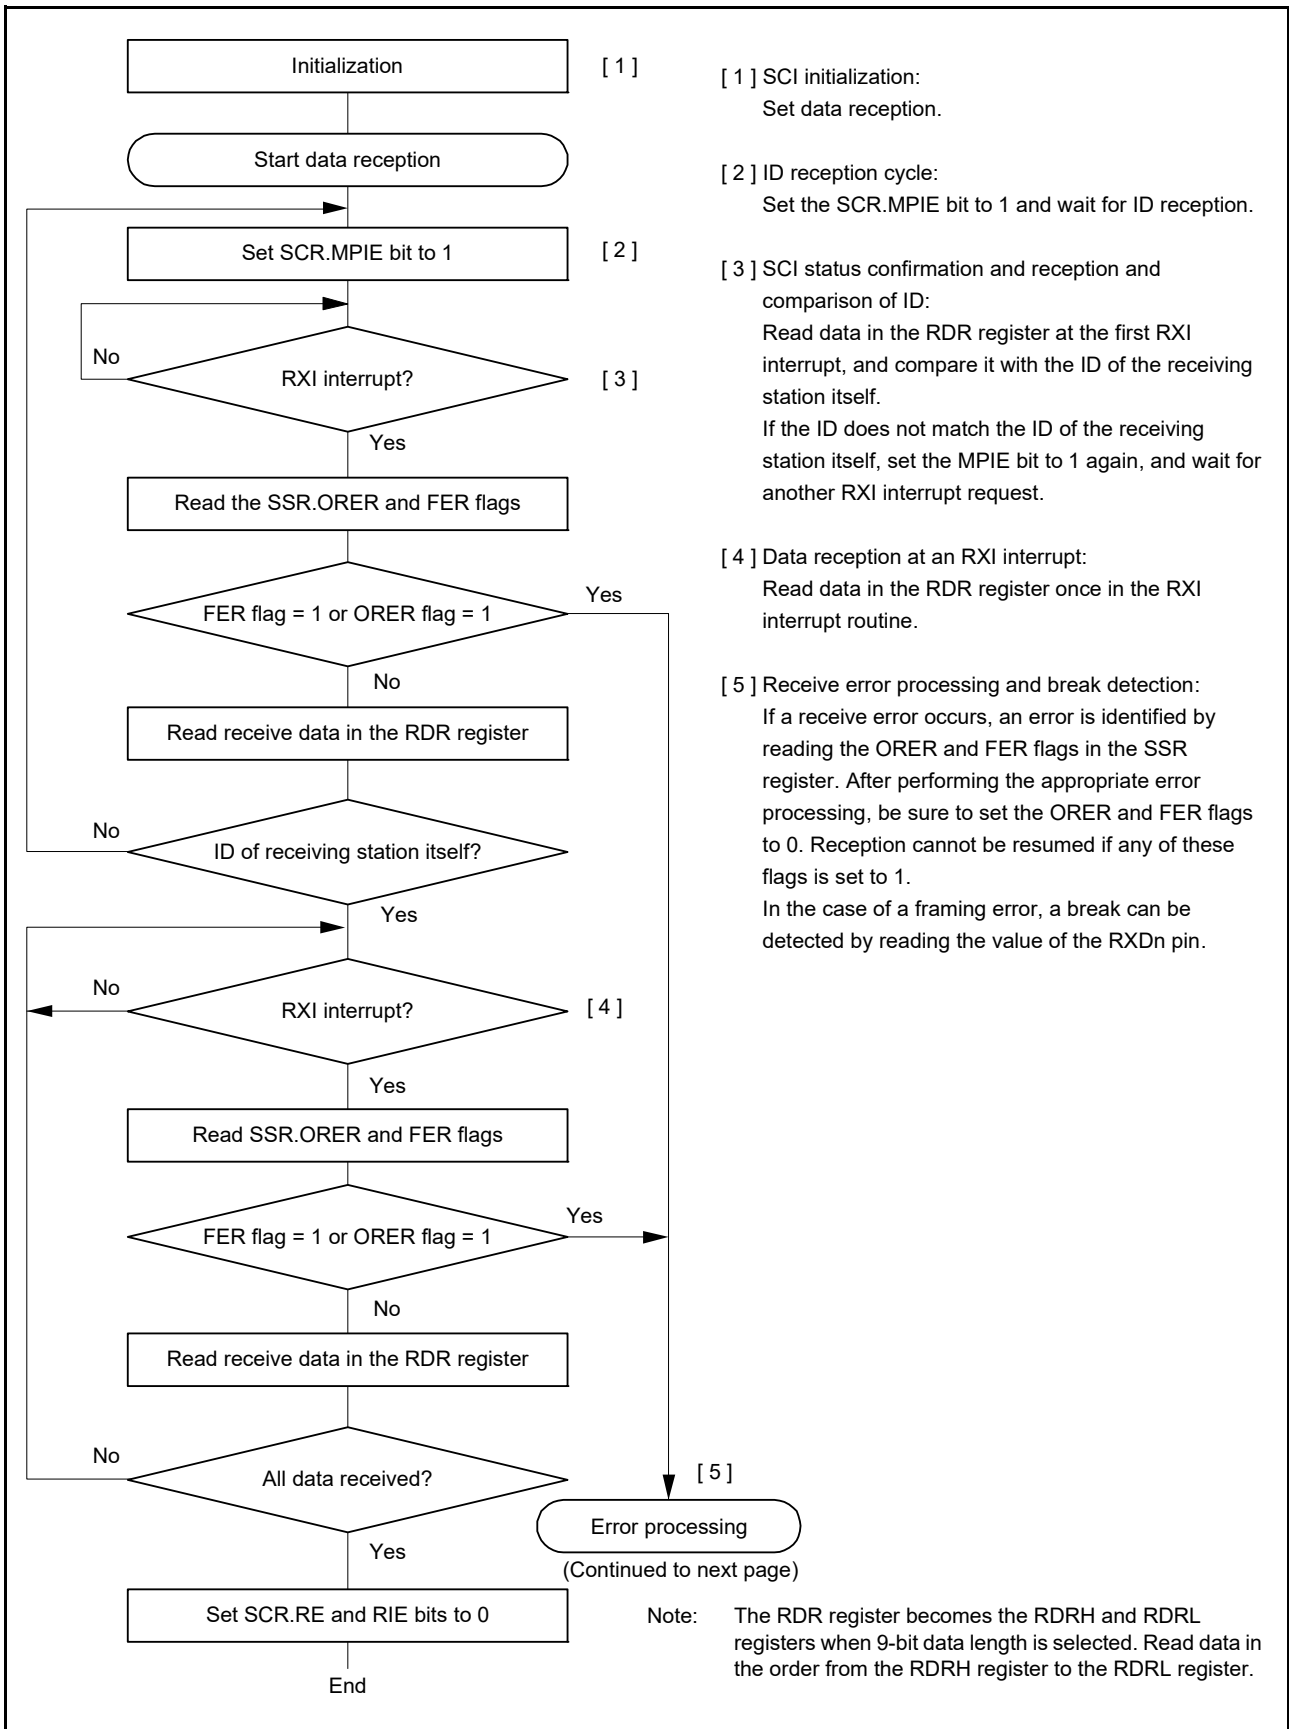 Initialization
[ 1 ]
Start data reception
Set SCR.MPIE bit to 1
[ 2 ]
No
RXI interrupt?
[ 3 ]
Yes
Read the SSR.ORER and FER flags
FER flag = 1 or ORER flag = 1
Yes
No
Read receive data in the RDR register
No
ID of receiving station itself?
Yes
No
RXI interrupt?
[ 4 ]
Yes
Read SSR.ORER and FER flags
FER flag = 1 or ORER flag = 1
Yes
No
Read receive data in the RDR register
No
All data received?
Yes
[ 5 ]
Error processing
(Continued to next page)
Set SCR.RE and RIE bits to 0
End
[ 1 ] SCI initialization:
Set data reception.
[ 2 ] ID reception cycle:
Set the SCR.MPIE bit to 1 and wait for ID reception.
[ 3 ] SCI status confirmation and reception and
comparison of ID:
Read data in the RDR register at the first RXI
interrupt, and compare it with the ID of the receiving
station itself.
If the ID does not match the ID of the receiving
station itself, set the MPIE bit to 1 again, and wait for
another RXI interrupt request.
[ 4 ] Data reception at an RXI interrupt:
Read data in the RDR register once in the RXI
interrupt routine.
[ 5 ] Receive error processing and break detection:
If a receive error occurs, an error is identified by
reading the ORER and FER flags in the SSR
register. After performing the appropriate error
processing, be sure to set the ORER and FER flags
to 0. Reception cannot be resumed if any of these
flags is set to 1.
In the case of a framing error, a break can be
detected by reading the value of the RXDn pin.
Note: The RDR register becomes the RDRH and RDRL
registers when 9-bit data length is selected. Read data in
the order from the RDRH register to the RDRL register.